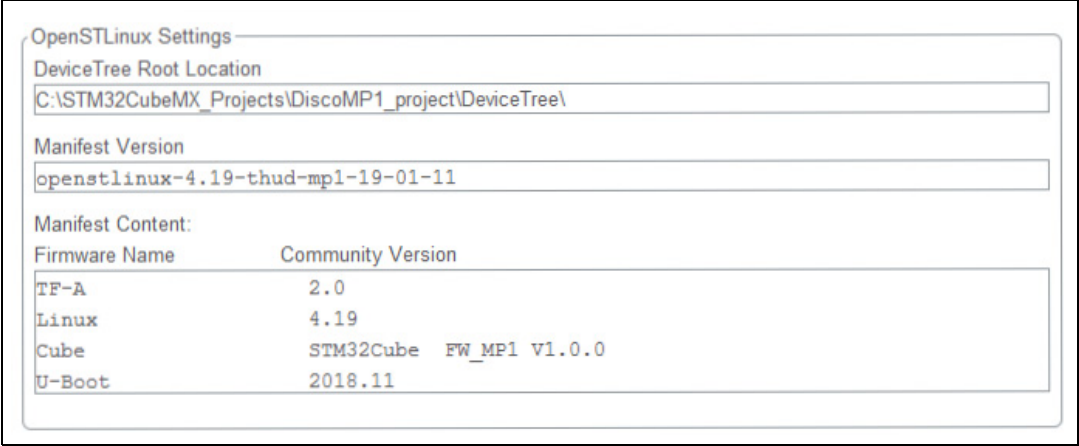 OpenSTLinux Settings
DeviceTree Root Location
C:\STM32CubeMX_Projects\DiscoMP1_project\DeviceTree\
Manifest Version
openstlinux-4.19-thud-mp1-19-01-11
Manifest Content:
Firmware Name Community Version
TF-A 2.0
Linux 4.19
Cube STM32Cube FW_MP1 V1.0.0
U-Boot 2018.11